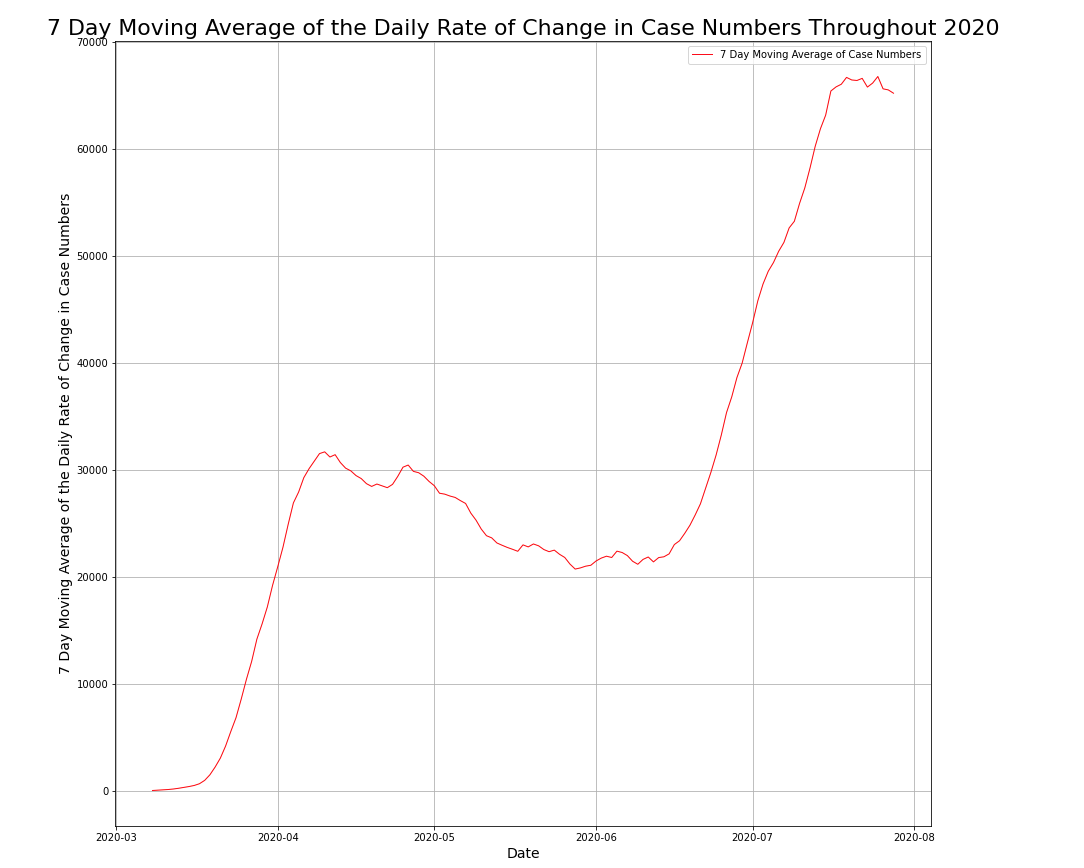 7 Day Moving Average of the Daily Rate of Change in Case Numbers Throughout 2020
7 Day Moving Average of Case Numbers
7 Day Moving Average of the Daily Rate of Change in Case Numbers
70000
60000
50000
40000
30000
20000
10000
0
2020-03 2020-04 2020-05 2020-06 2020-07 2020-08
Date